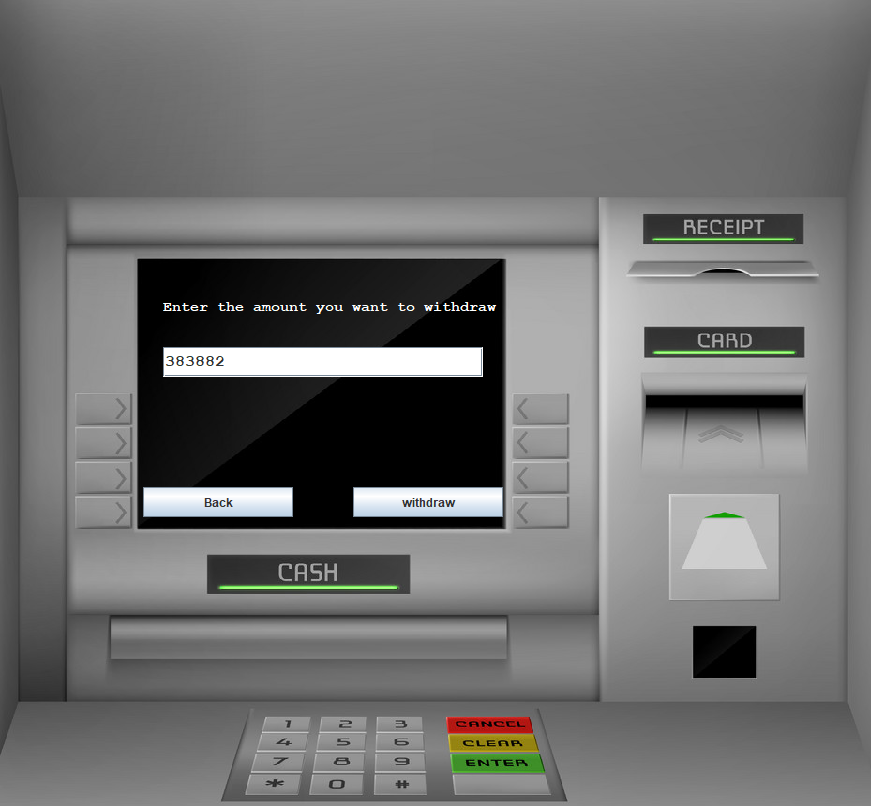 RECEIPT
Enter the amount you want to withdraw
CARD
383882
Back
withdraw
CASH
1 2 3 CANCEL
4 5 6 CLEAR
7 8 9 ENTER
* 0 #